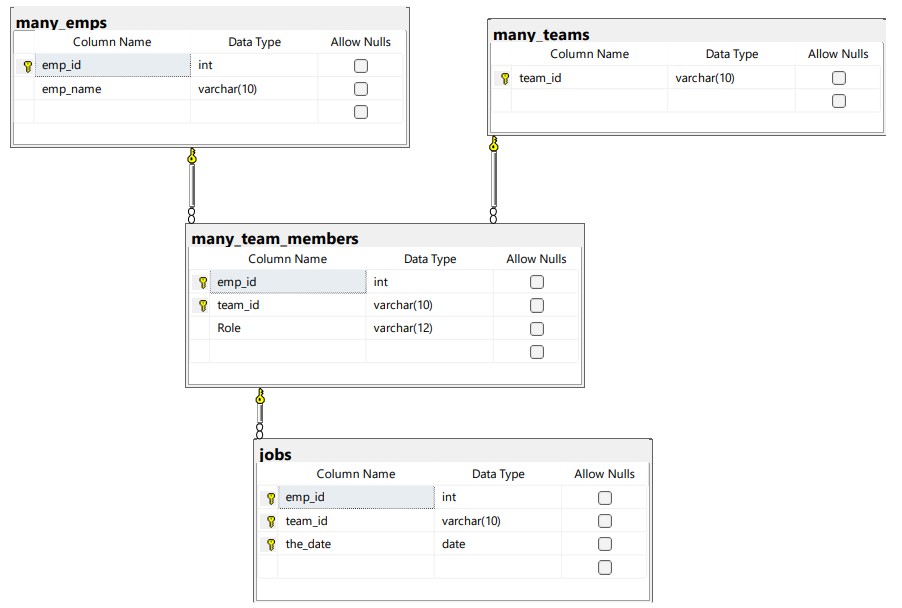 many_emps
Column Name Data Type Allow Nulls
emp_id int
emp_name varchar(10)
many_teams
Column Name Data Type Allow Nulls
team_id varchar(10)
many_team_members
Column Name Data Type Allow Nulls
emp_id int
team_id varchar(10)
Role varchar(12)
jobs
Column Name Data Type Allow Nulls
emp_id int
team_id varchar(10)
the_date date